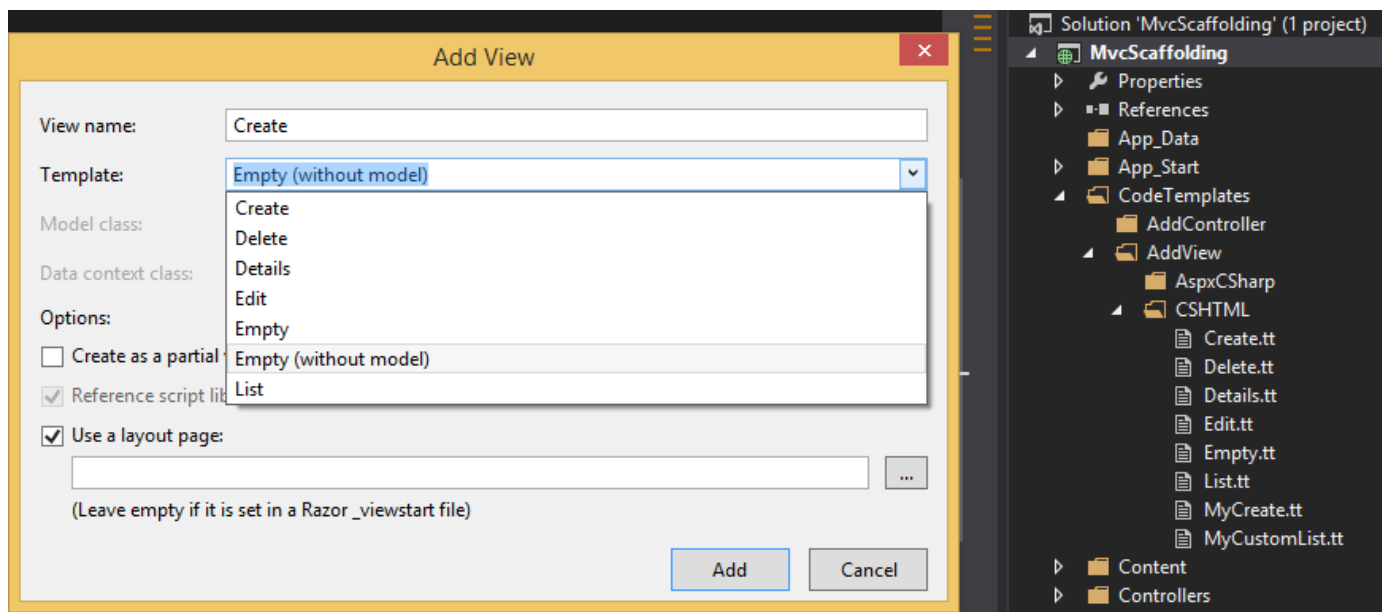 Add View
View name:
Create
Template:
Empty (without model)
Create
Delete
Details
Edit
Empty
Empty (without model)
List
Model class:
Data context class:
Options:
Create as a partial
Reference script lib
Use a layout page:
...
(Leave empty if it is set in a Razor _viewstart file)
Add
Cancel
Solution 'MvcScaffolding' (1 project)
MvcScaffolding
Properties
References
App_Data
App_Start
CodeTemplates
AddController
AddView
AspxCSharp
CSHTML
Create.tt
Delete.tt
Details.tt
Edit.tt
Empty.tt
List.tt
MyCreate.tt
MyCustomList.tt
Content
Controllers